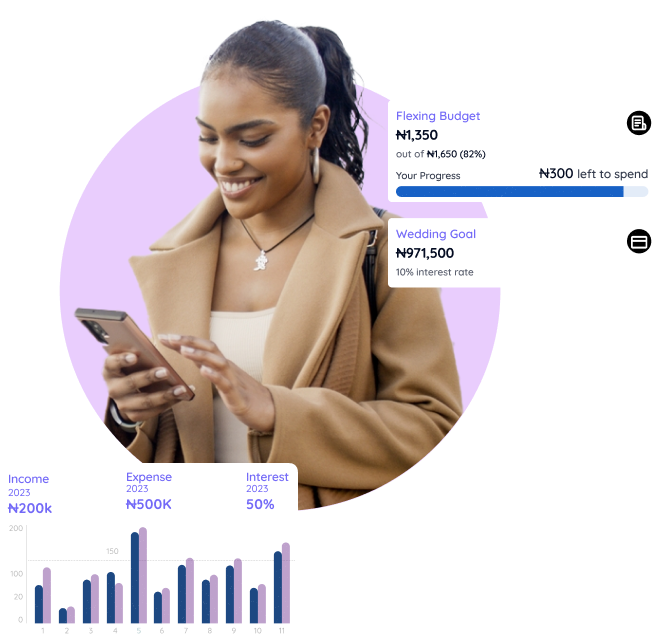 Flexing Budget
₦1,350
out of ₦1,650 (82%)
Your Progress
₦300 left to spend
Wedding Goal
₦971,500
10% interest rate
Income
2023
₦200k
Expense
2023
₦500K
Interest
2023
50%
200
150
100
20
0
1 2 3 4 5 6 7 8 9 10 11